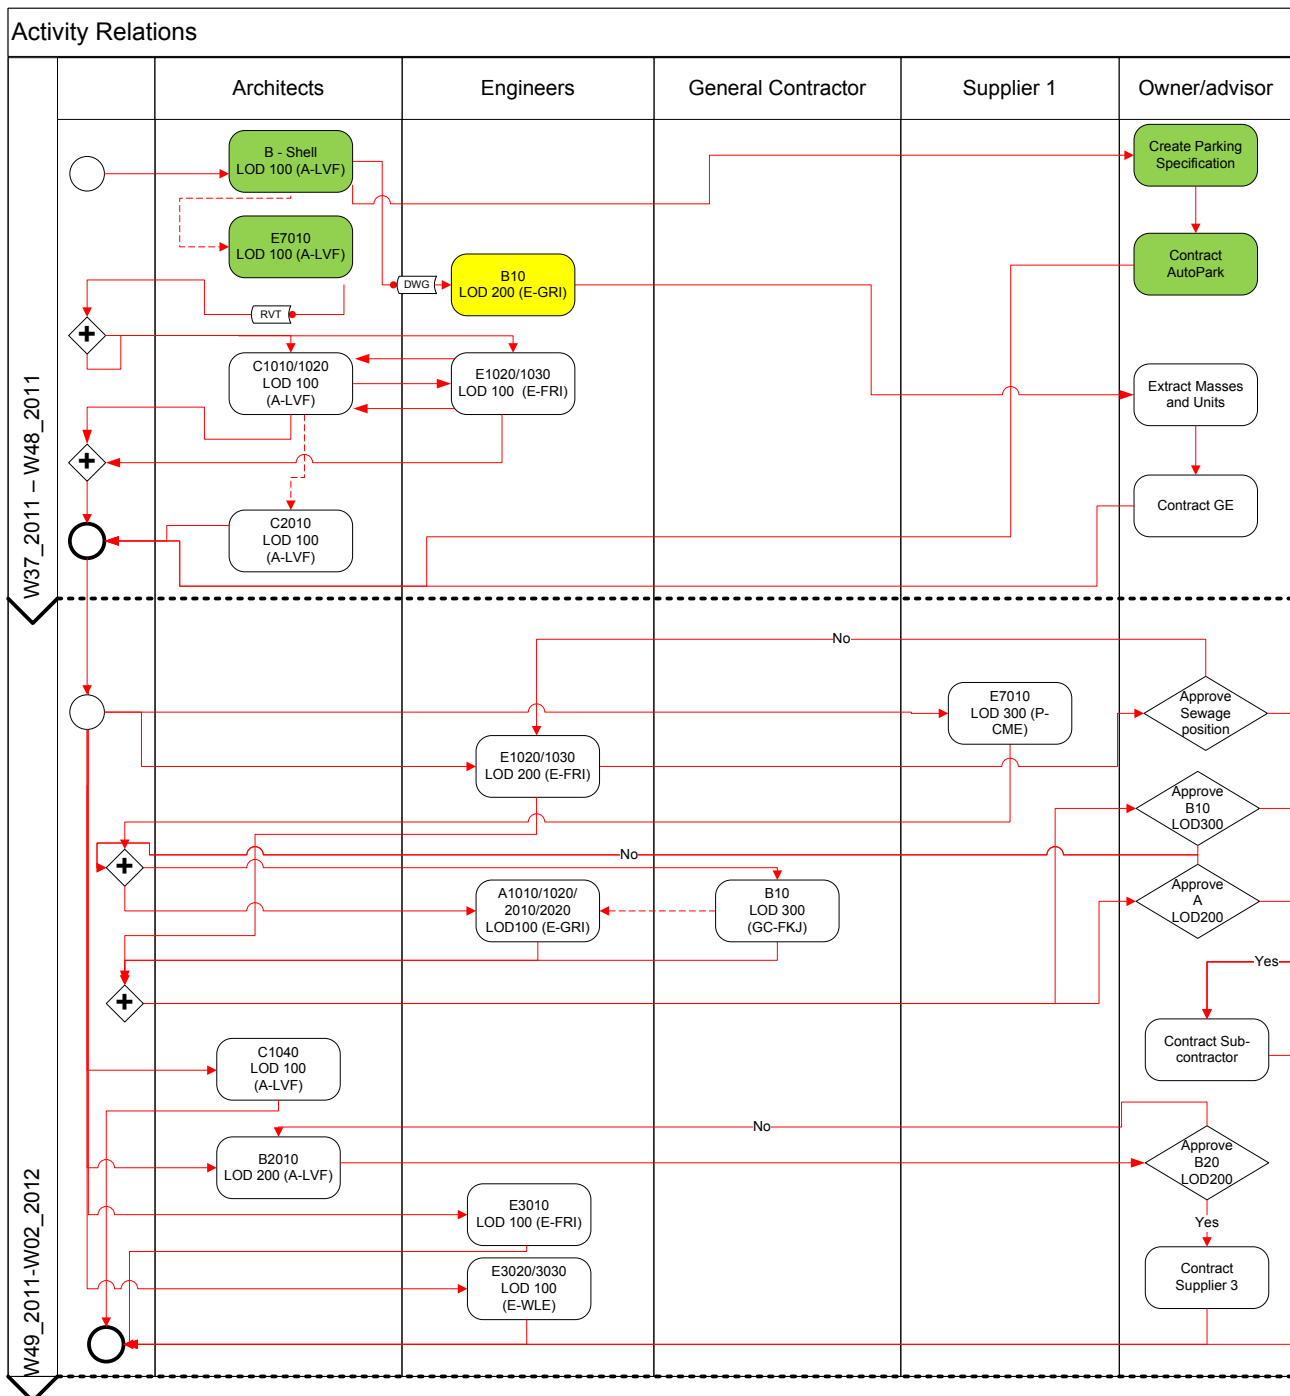 Activity Relations
Architects
Engineers
General Contractor
Supplier 1
Owner/advisor
W37_2011 – W48_2011
B - Shell
LOD 100 (A-LVF)
Create Parking
Specification
E7010
LOD 100 (A-LVF)
Contract
AutoPark
DWG
B10
LOD 200 (E-GRI)
RVT
C1010/1020
LOD 100
(A-LVF)
E1020/1030
LOD 100 (E-FRI)
Extract Masses
and Units
C2010
LOD 100
(A-LVF)
Contract GE
W49_2011-W02_2012
No
E7010
LOD 300 (P-
CME)
Approve
Sewage
position
E1020/1030
LOD 200 (E-FRI)
Approve
B10
LOD300
No
A1010/1020/
2010/2020
LOD100 (E-GRI)
B10
LOD 300
(GC-FKJ)
Approve
A
LOD200
Yes
Contract Sub-
contractor
C1040
LOD 100
(A-LVF)
No
B2010
LOD 200 (A-LVF)
Approve
B20
LOD200
E3010
LOD 100 (E-FRI)
Yes
E3020/3030
LOD 100
(E-WLE)
Contract
Supplier 3